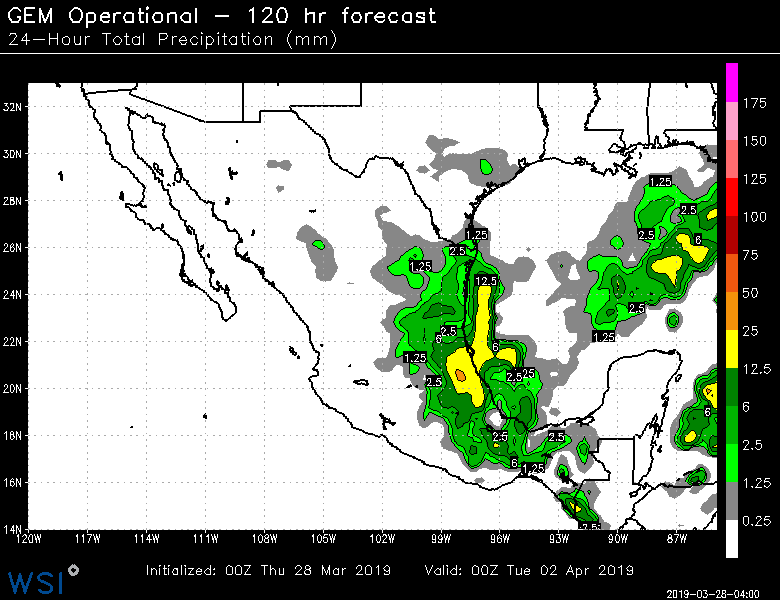 GEM Operational - 120 hr forecast
24-Hour Total Precipitation (mm)
32N
30N
28N
26N
24N
22N
20N
18N
16N
14N
120W 117W 114W 111W 108W 105W 102W 99W 96W 93W 90W 87W
1.25
2.5
2.5
6
1.25
2.5
1.25
12.5
2.5
2.5
6
6
1.25
1.25
2.5
2.5
25
6
2.5
2.5
6
1.25
2.5
175
150
125
100
75
50
25
12.5
6
2.5
1.25
0.25
Initialized: 00Z Thu 28 Mar 2019 Valid: 00Z Tue 02 Apr 2019
WSI
2019-03-28-04:00